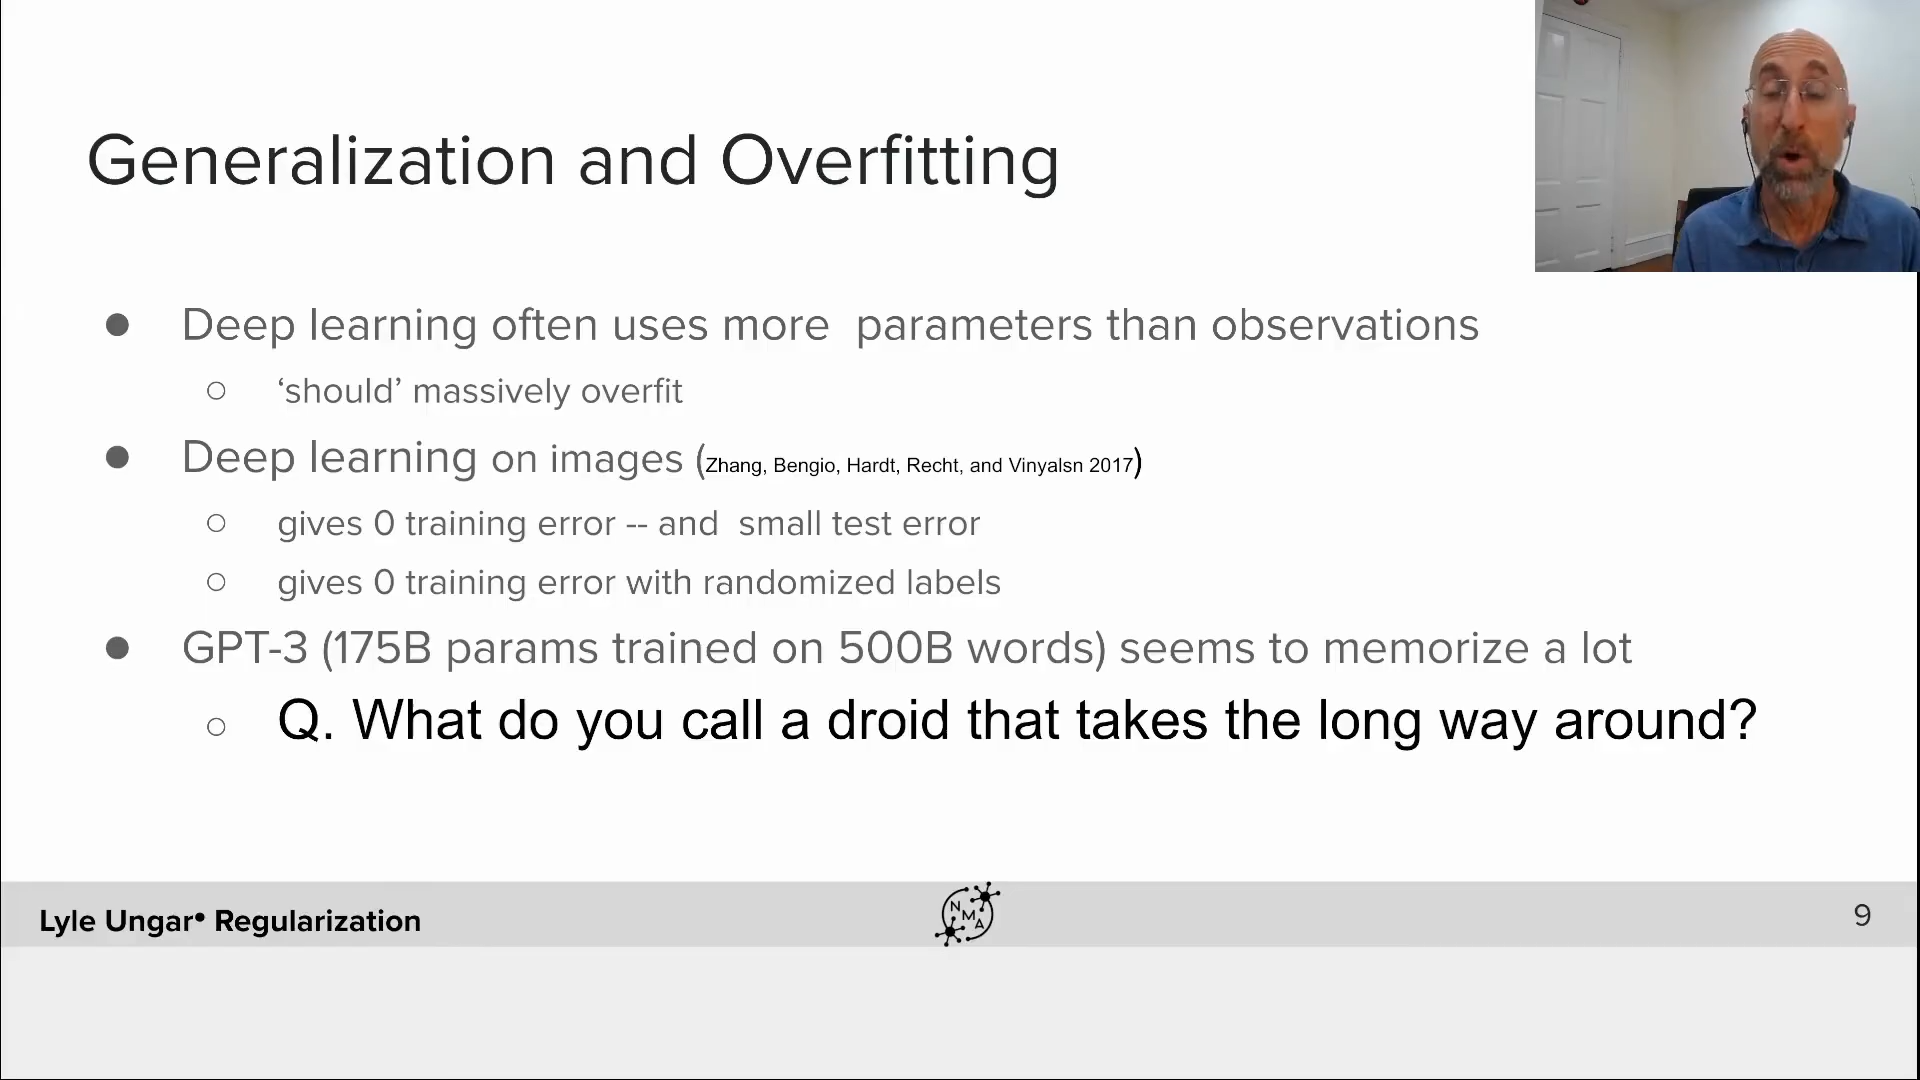 Generalization and Overfitting
● Deep learning often uses more  parameters than observations
○ ‘should’ massively overfit
● Deep learning on images (Zhang, Bengio, Hardt, Recht, and Vinyalsn 2017)
○ gives 0 training error -- and  small test error
○ gives 0 training error with randomized labels
● GPT-3 (175B params trained on 500B words) seems to memorize a lot
○ Q. What do you call a droid that takes the long way around?
Lyle Ungar• Regularization
NMA
9